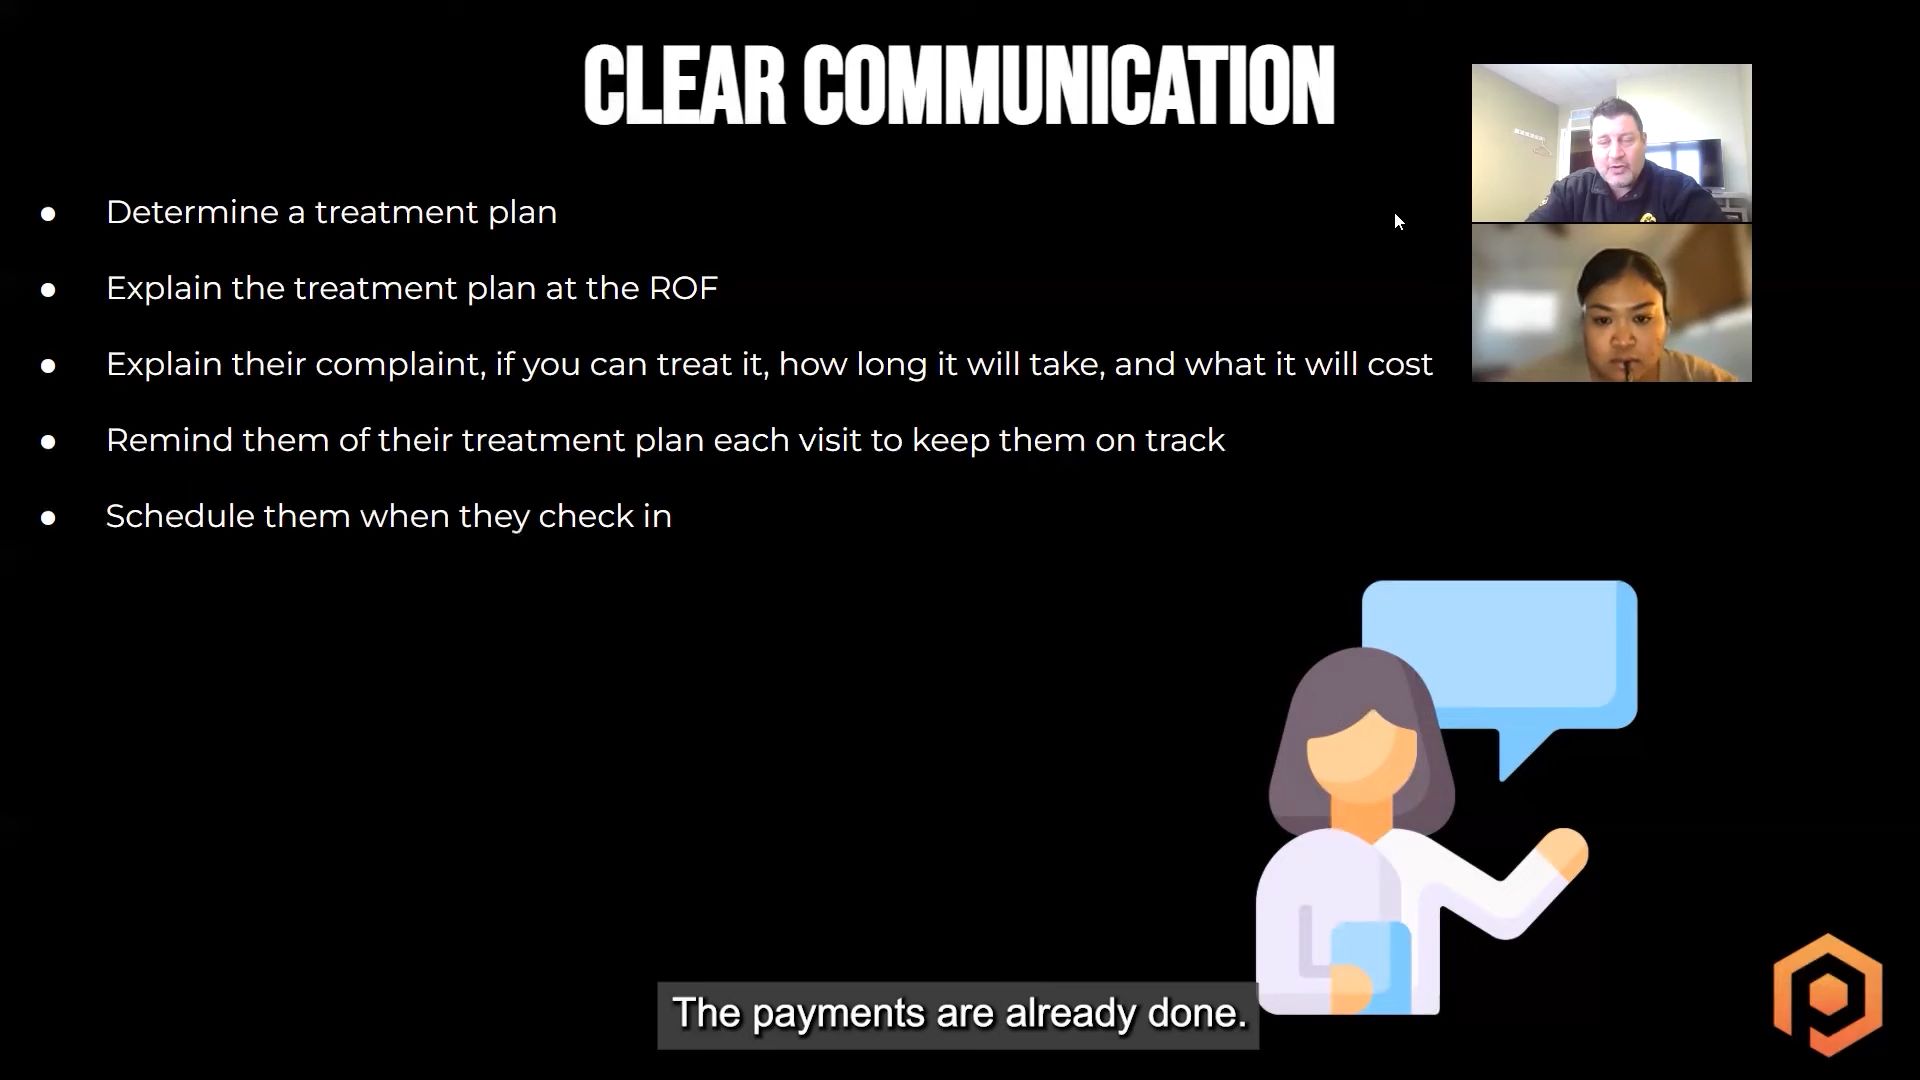 CLEAR COMMUNICATION
● Determine a treatment plan
● Explain the treatment plan at the ROF
● Explain their complaint, if you can treat it, how long it will take, and what it will cost
● Remind them of their treatment plan each visit to keep them on track
● Schedule them when they check in
The payments are already done.